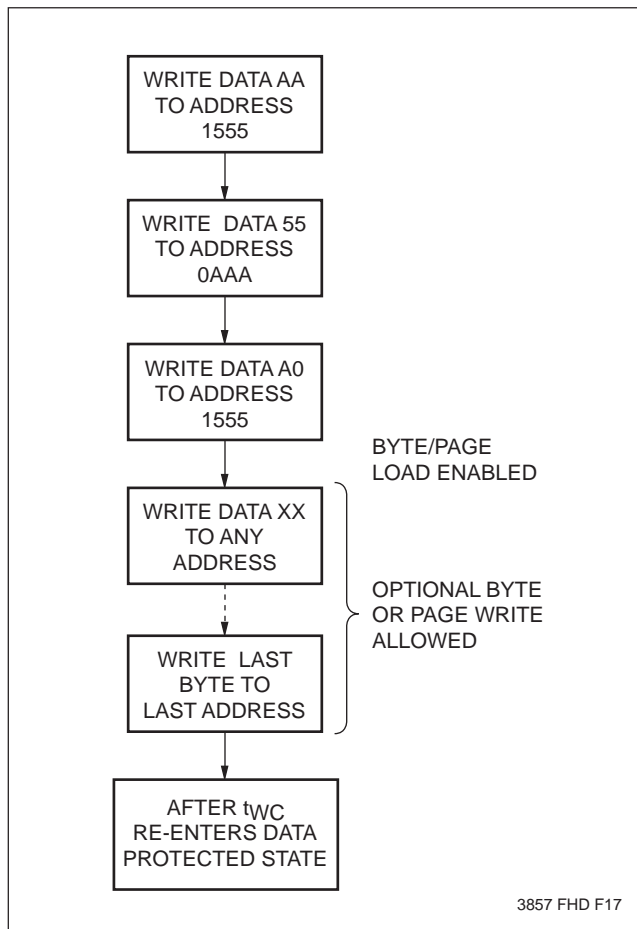 WRITE DATA AA
TO ADDRESS
1555
WRITE DATA 55
TO ADDRESS
0AAA
WRITE DATA A0
TO ADDRESS
1555
BYTE/PAGE
LOAD ENABLED
WRITE DATA XX
TO ANY
ADDRESS
OPTIONAL BYTE
OR PAGE WRITE
ALLOWED
WRITE LAST
BYTE TO
LAST ADDRESS
AFTER tWC
RE-ENTERS DATA
PROTECTED STATE
3857 FHD F17